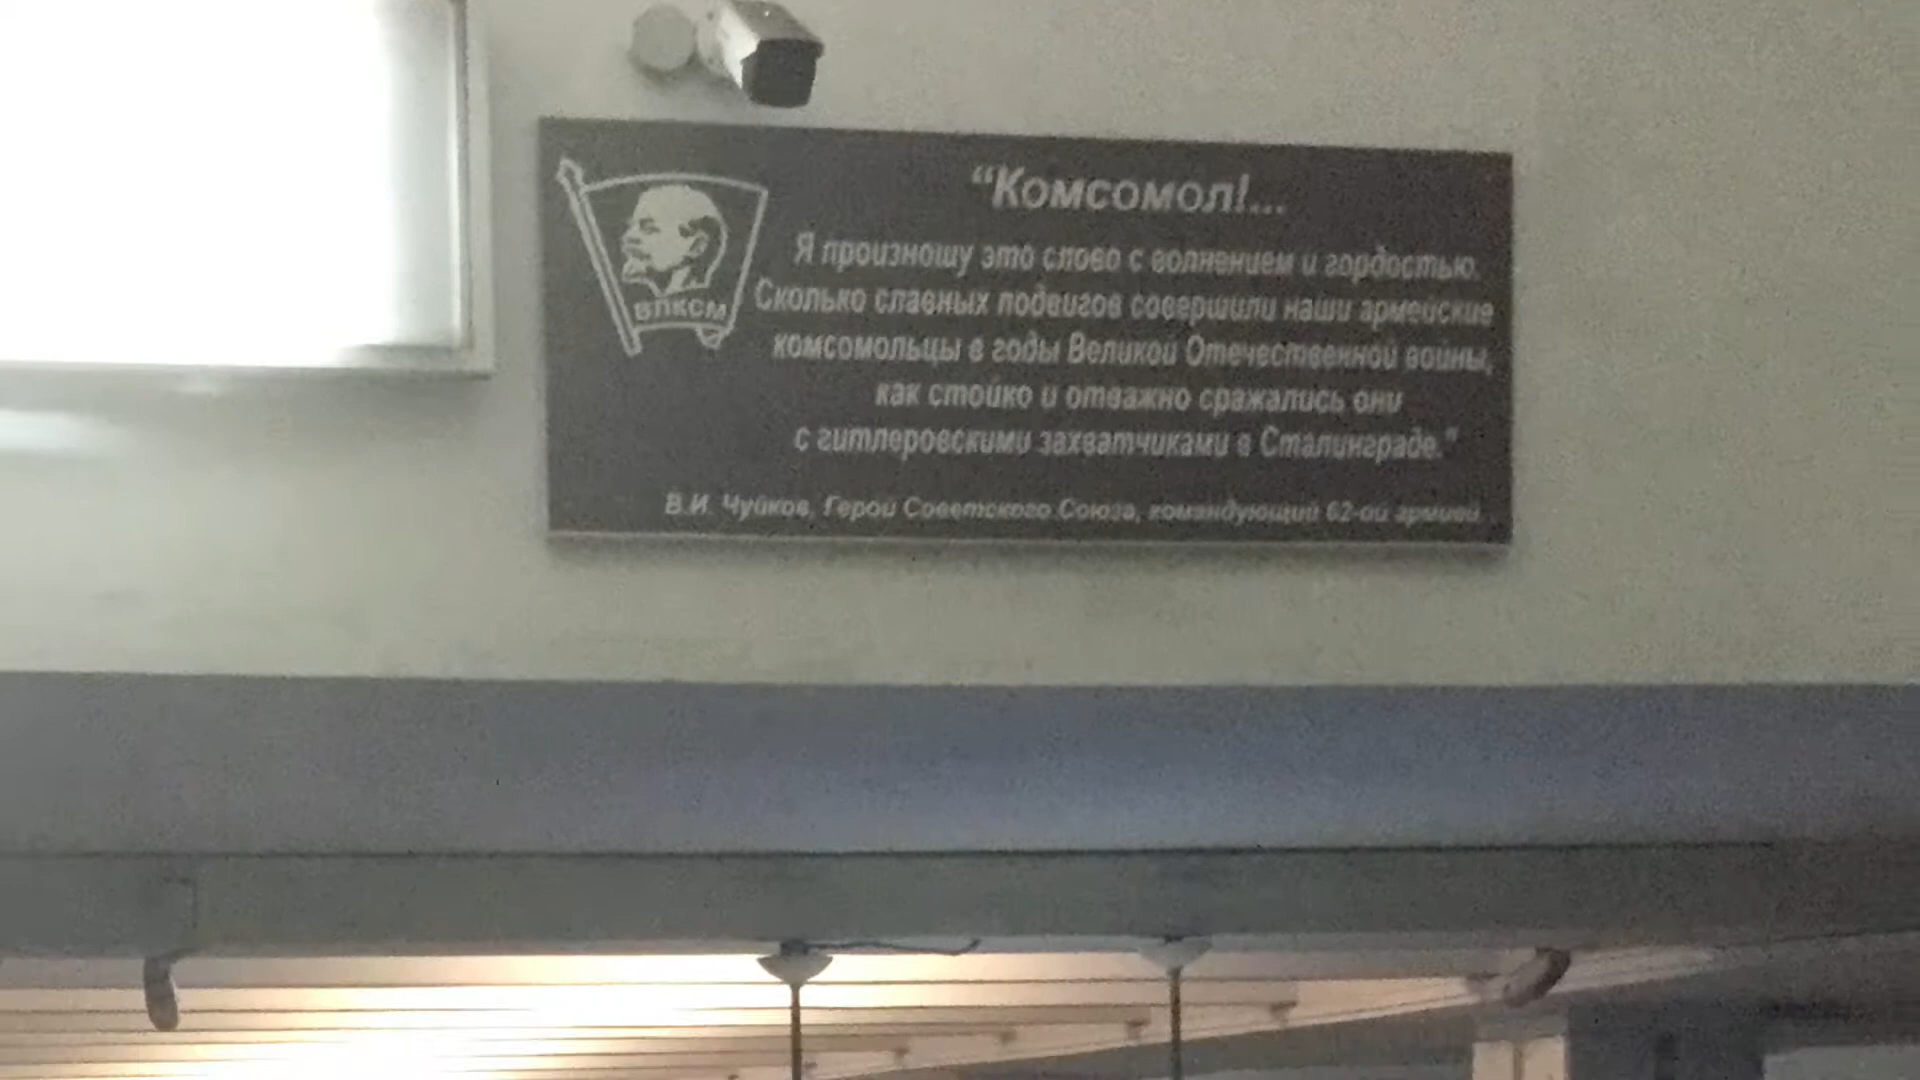 ВЛКСМ
“Комсомол!...
Я произношу это слово с волнением и гордостью.
Сколько славных подвигов совершили наши армейские
комсомольцы в годы Великой Отечественной войны,
как стойко и отважно сражались они
с гитлеровскими захватчиками в Сталинграде.”
В.И. Чуйков, Герой Советского Союза, командующий 62-ой армией